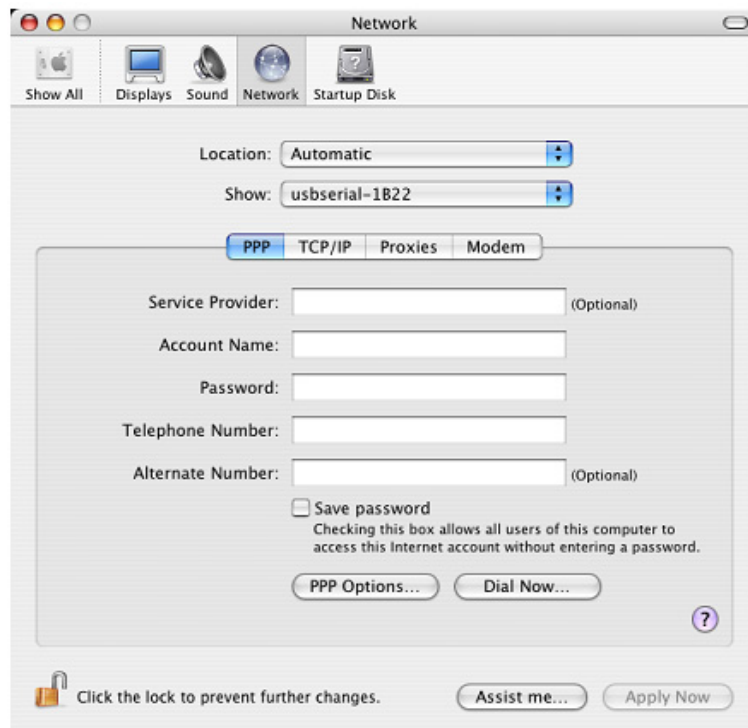 Network
Show All Displays Sound Network Startup Disk
Location: Automatic
Show: usbserial-1B22
PPP TCP/IP Proxies Modem
Service Provider: (Optional)
Account Name:
Password:
Telephone Number:
Alternate Number: (Optional)
Save password
Checking this box allows all users of this computer to
access this Internet account without entering a password.
PPP Options... Dial Now...
?
Click the lock to prevent further changes. Assist me... Apply Now